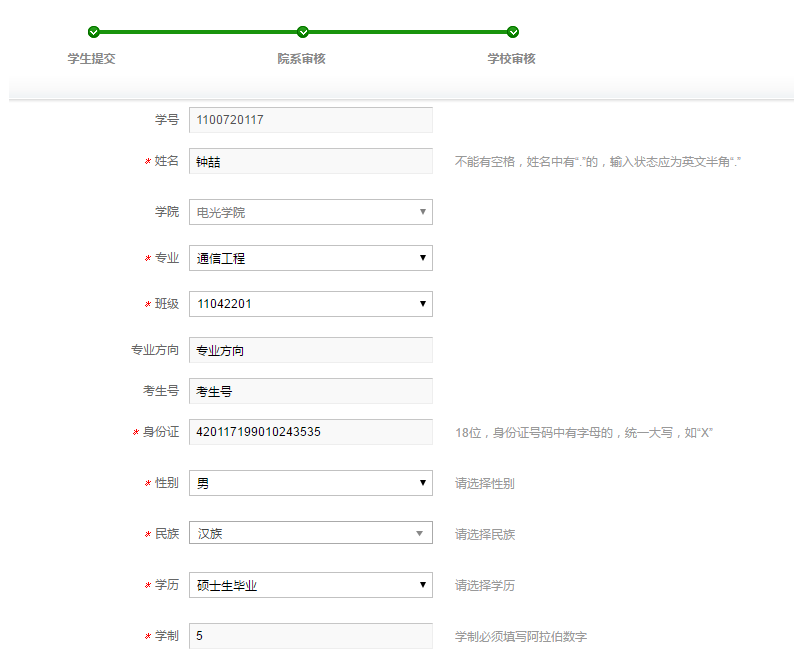 学生提交 院系审核 学校审核
学号 1100720117
* 姓名 钟喆 不能有空格，姓名中有“.”的，输入状态应为英文半角“.”
学院 电光学院
* 专业 通信工程
* 班级 11042201
专业方向 专业方向
考生号 考生号
* 身份证 420117199010243535 18位，身份证号码中有字母的，统一大写，如“X”
* 性别 男 请选择性别
* 民族 汉族 请选择民族
* 学历 硕士生毕业 请选择学历
* 学制 5 学制必须填写阿拉伯数字